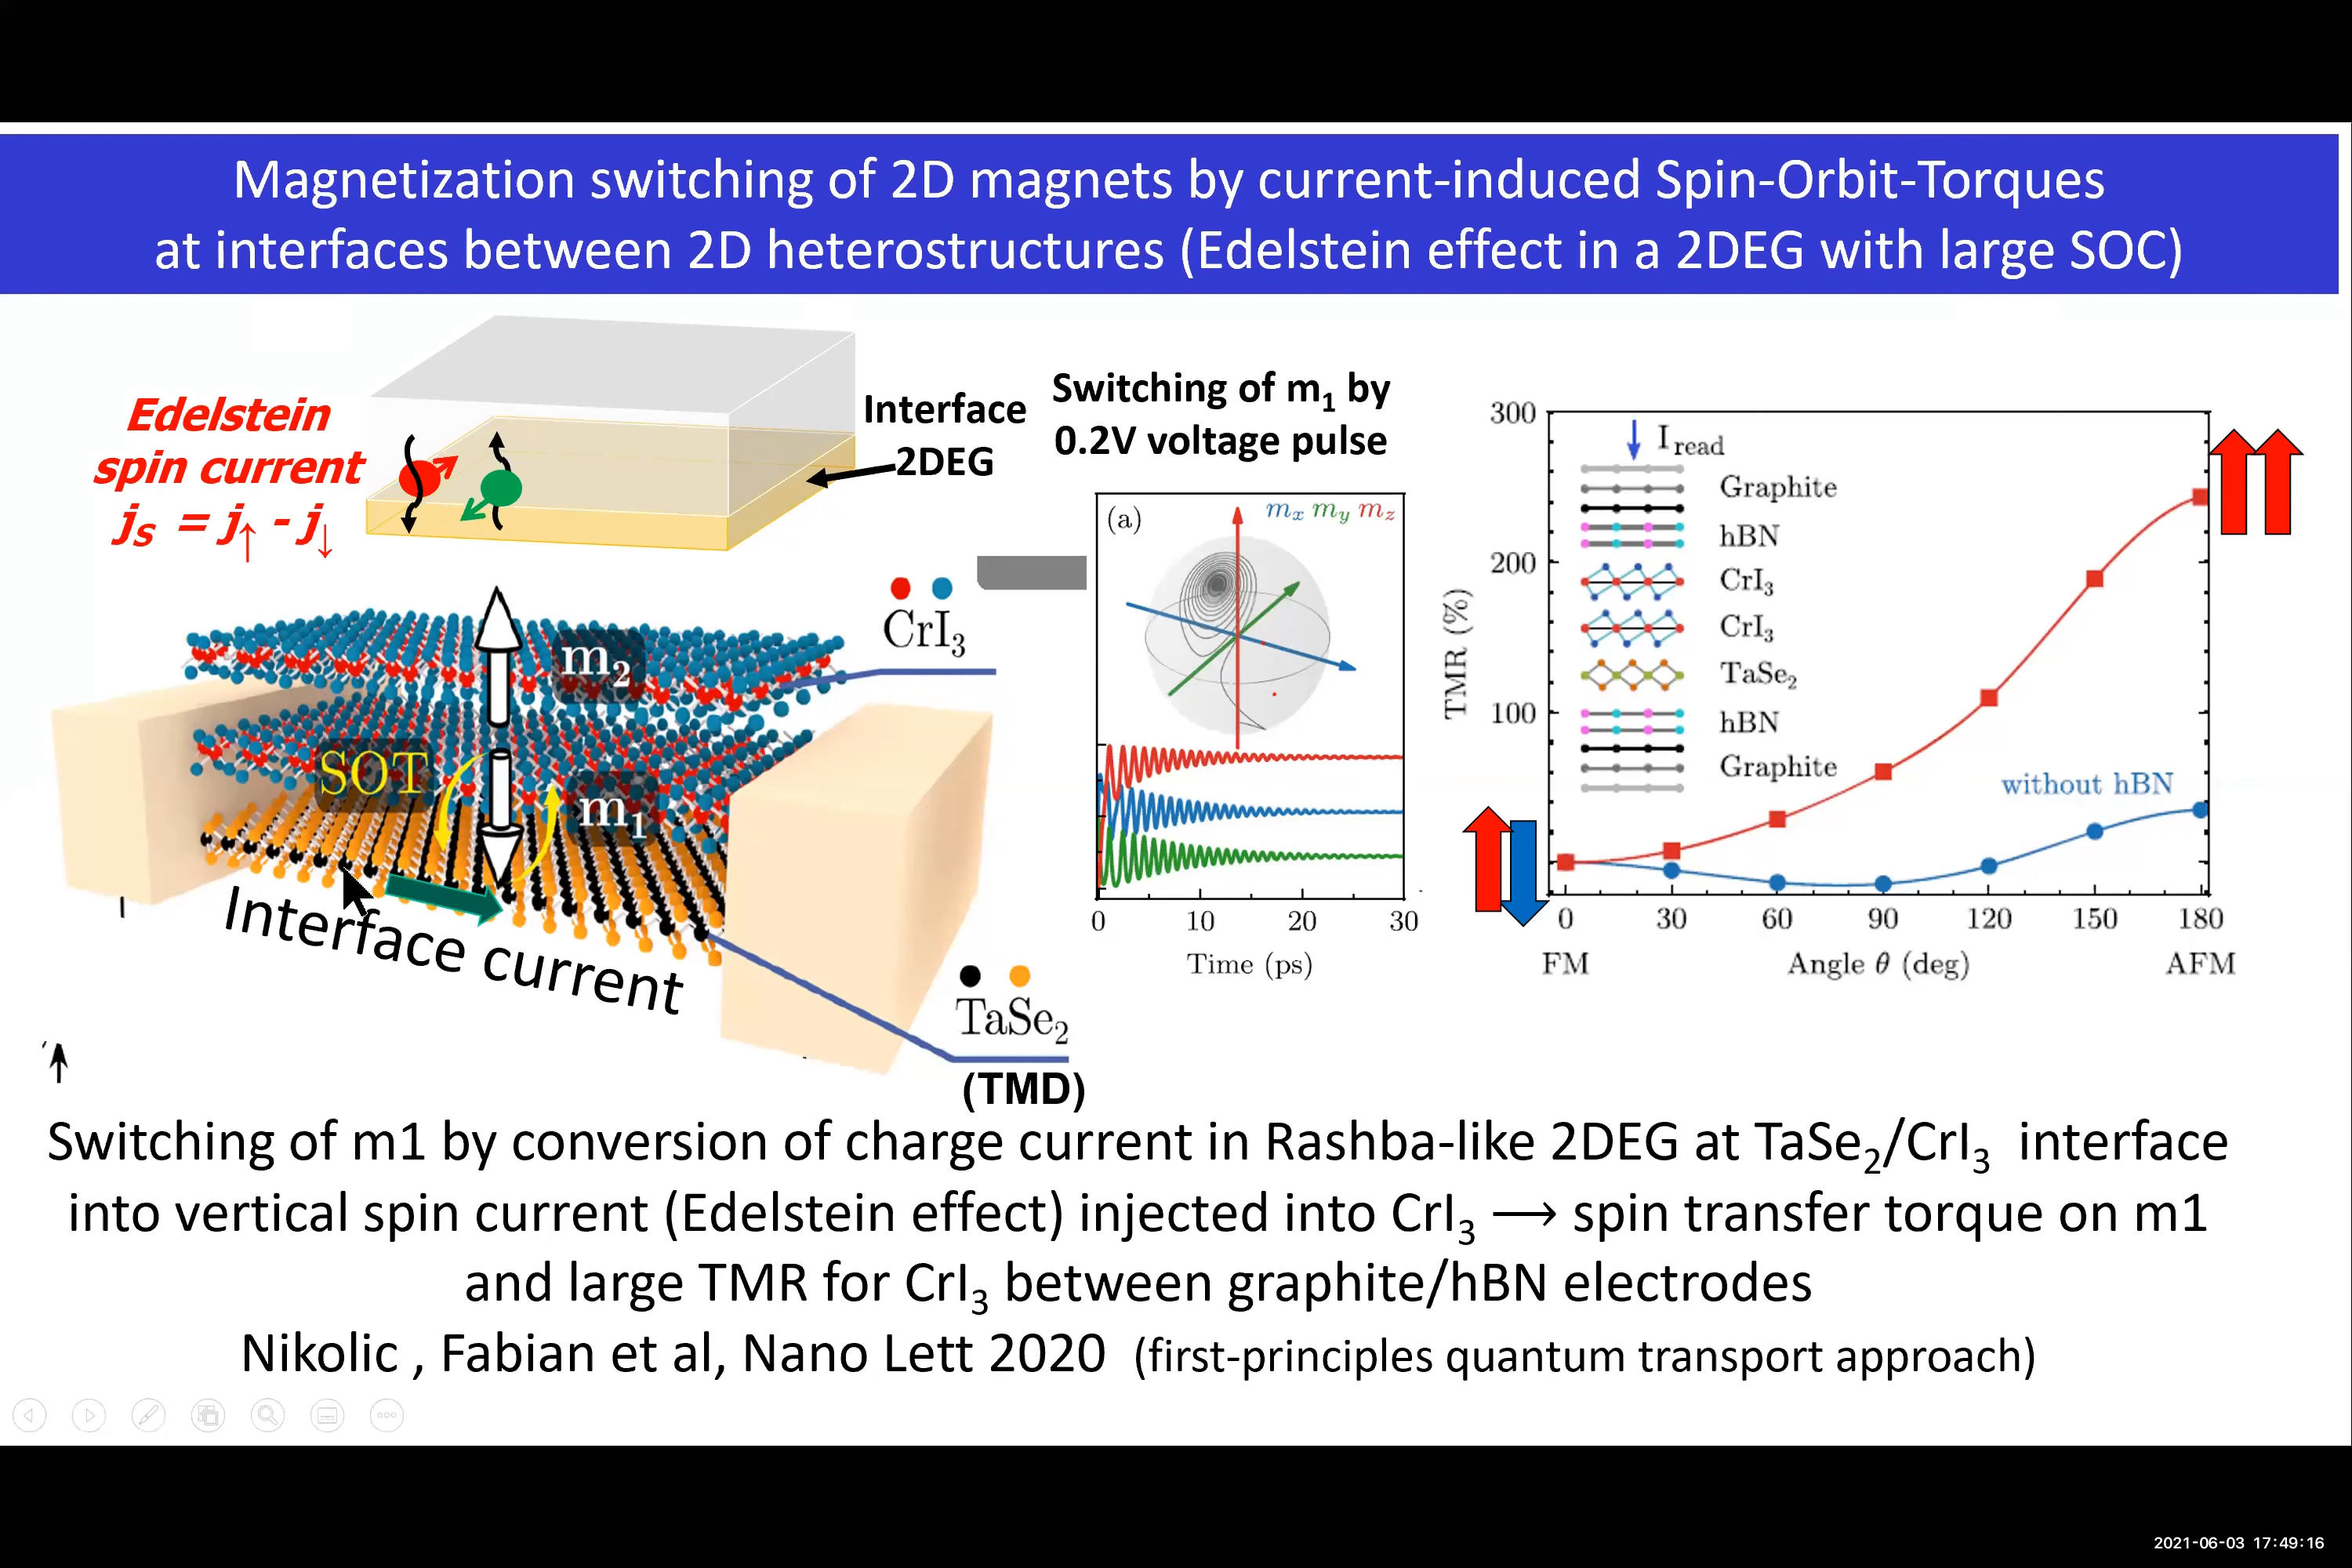 Magnetization switching of 2D magnets by current-induced Spin-Orbit-Torques
at interfaces between 2D heterostructures (Edelstein effect in a 2DEG with large SOC)
Edelstein
spin current
jS = j↑ - j↓
Interface
2DEG
CrI3
m2
SOT
m1
Interface current
TaSe2
(TMD)
Switching of m1 by
0.2V voltage pulse
(a)
mx my mz
0 10 20 30
Time (ps)
300
200
100
TMR (%)
Iread
Graphite
hBN
CrI3
CrI3
TaSe2
hBN
Graphite
without hBN
0 30 60 90 120 150 180
FM Angle θ (deg) AFM
Switching of m1 by conversion of charge current in Rashba-like 2DEG at TaSe2/CrI3 interface
into vertical spin current (Edelstein effect) injected into CrI3 → spin transfer torque on m1
and large TMR for CrI3 between graphite/hBN electrodes
Nikolic , Fabian et al, Nano Lett 2020 (first-principles quantum transport approach)
2021-06-03 17:49:16